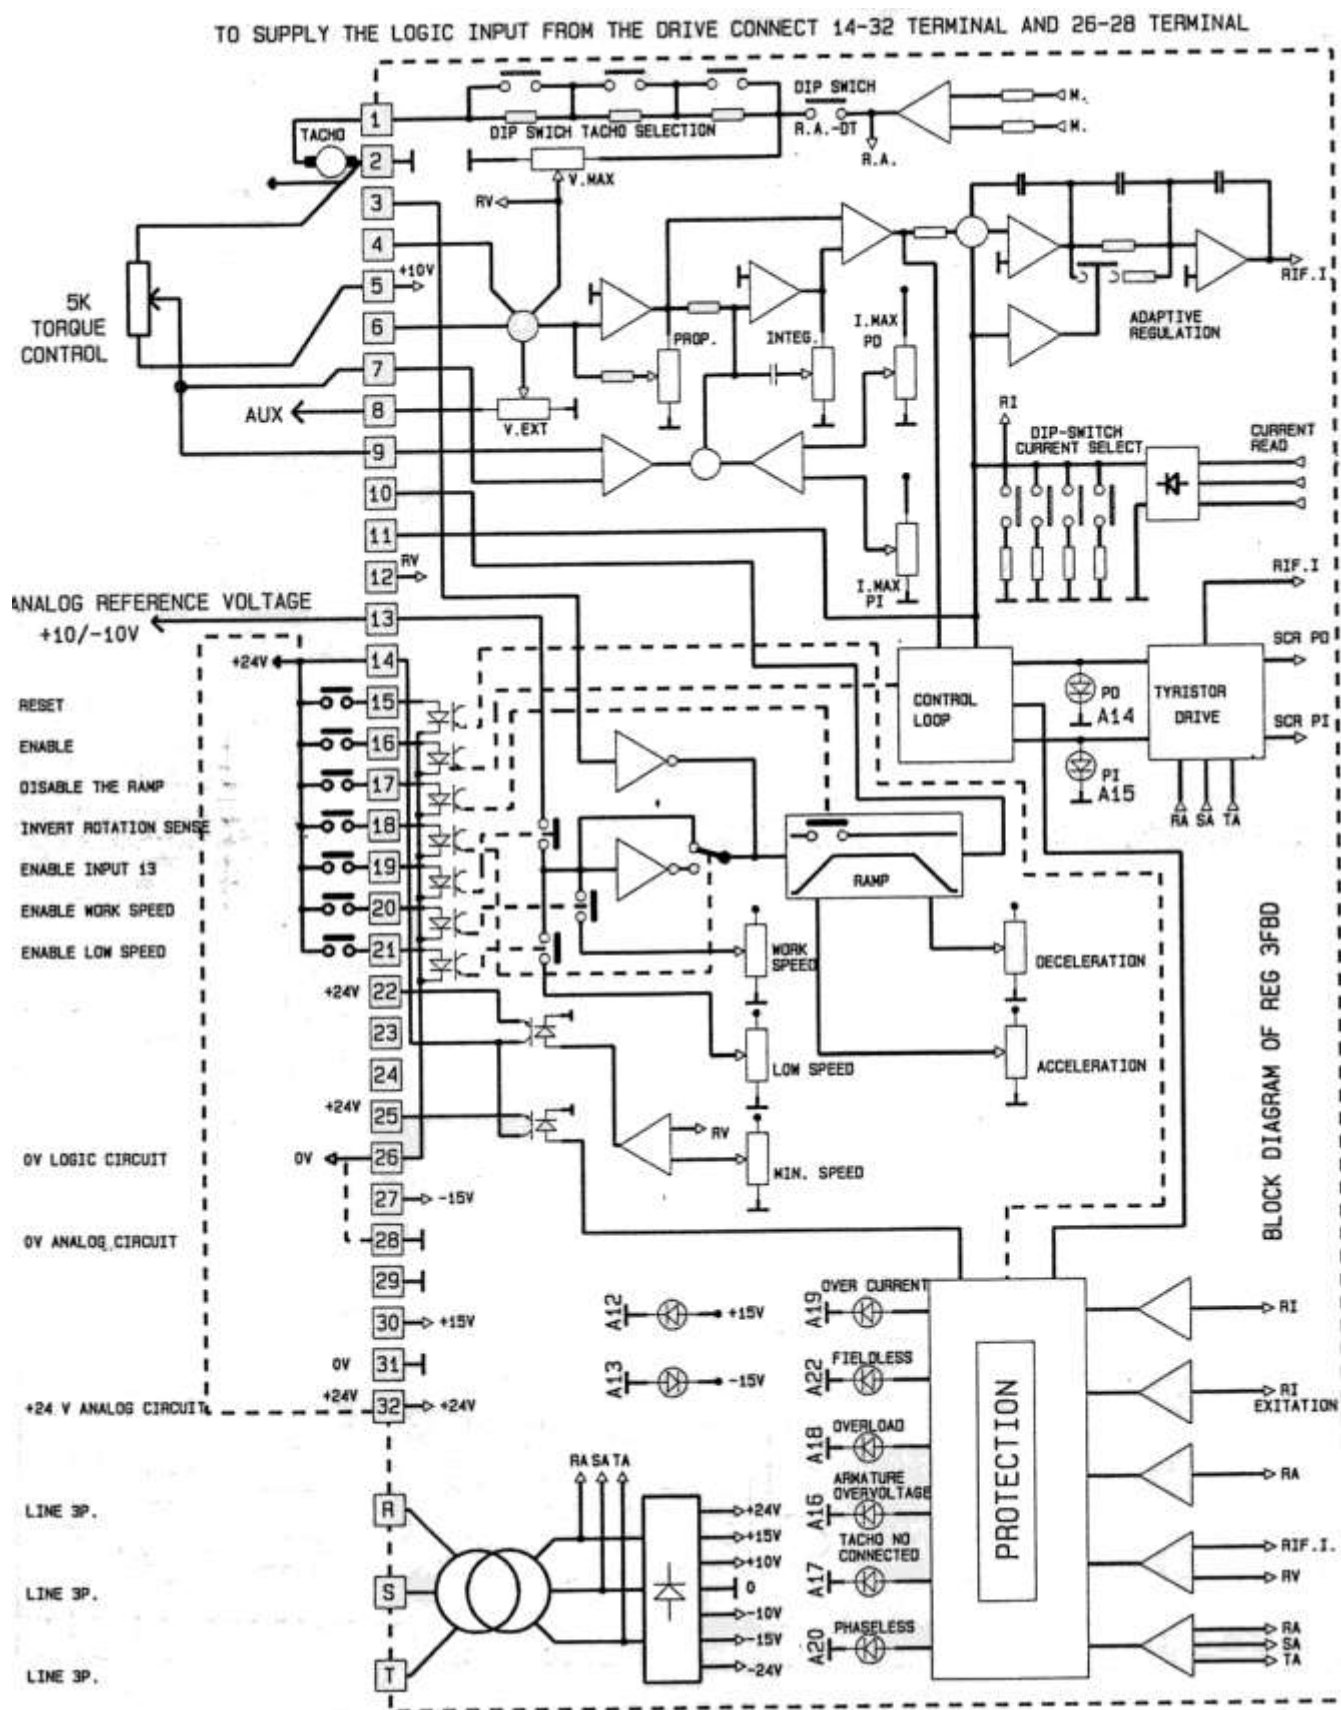 TO SUPPLY THE LOGIC INPUT FROM THE DRIVE CONNECT 14-32 TERMINAL AND 26-28 TERMINAL
DIP SWICH
M.
1
TACHO
DIP SWICH TACHO SELECTION
R.A.-DT
M.
R.A.
2
V.MAX
3
RV
4
5
+10V
RIF.I
5K
TORQUE
CONTROL
6
I.MAX
PD
ADAPTIVE
REGULATION
PROP.
INTEG.
7
AUX
8
V.EXT
RI
DIP-SWITCH
CURRENT SELECT
CURRENT
READ
9
10
11
12
RV
I.MAX
PI
RIF.I
ANALOG REFERENCE VOLTAGE
+10/-10V
13
SCR PD
+24V
14
CONTROL
LOOP
PD
A14
TYRISTOR
DRIVE
RESET
15
SCR PI
ENABLE
16
PI
A15
DISABLE THE RAMP
17
RA SA TA
INVERT ROTATION SENSE
18
ENABLE INPUT 13
19
RAMP
ENABLE WORK SPEED
20
ENABLE LOW SPEED
21
WORK
SPEED
DECELERATION
+24V
22
23
LOW SPEED
ACCELERATION
24
+24V
25
RV
0V LOGIC CIRCUIT
0V
26
MIN. SPEED
27
-15V
BLOCK DIAGRAM OF REG 3FBD
0V ANALOG CIRCUIT
28
29
OVER CURRENT
A12
+15V
A19
RI
30
+15V
0V
31
FIELDLESS
A13
-15V
A22
RI
EXITATION
+24 V ANALOG CIRCUIT
+24V
32
+24V
OVERLOAD
A18
PROTECTION
RA SA TA
RA
ARMATURE
OVERVOLTAGE
A16
LINE 3P.
R
+24V
+15V
TACHO NO
CONNECTED
RIF.I.
+10V
A17
RV
LINE 3P.
S
0
-10V
PHASELESS
A20
RA
-15V
SA
-24V
TA
LINE 3P.
T